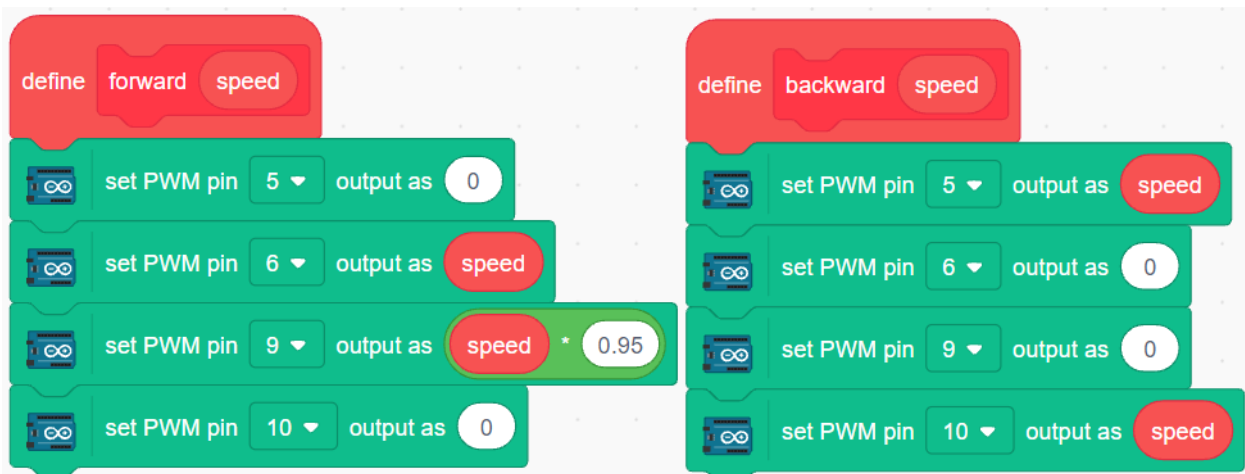 define forward speed
set PWM pin 5 output as 0
set PWM pin 6 output as speed
set PWM pin 9 output as speed * 0.95
set PWM pin 10 output as 0
define backward speed
set PWM pin 5 output as speed
set PWM pin 6 output as 0
set PWM pin 9 output as 0
set PWM pin 10 output as speed